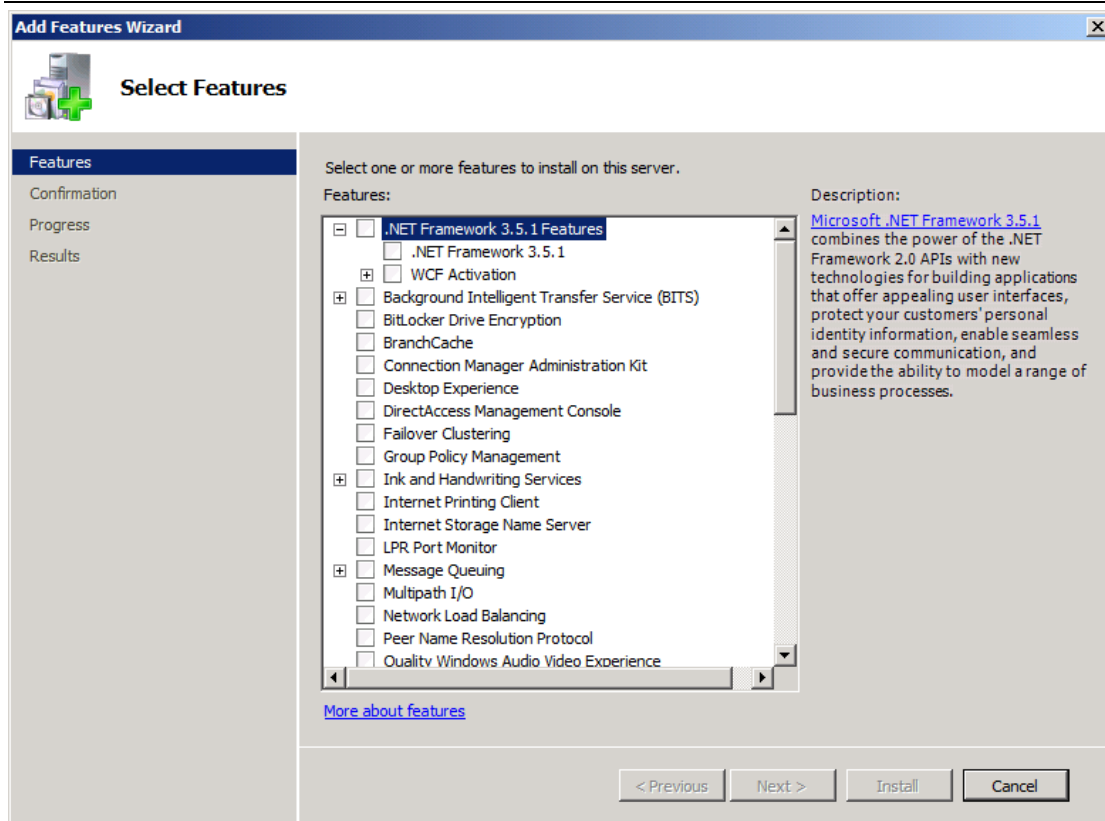 Add Features Wizard
Select Features
Features
Confirmation
Progress
Results
Select one or more features to install on this server.
Features:
.NET Framework 3.5.1 Features
.NET Framework 3.5.1
WCF Activation
Background Intelligent Transfer Service (BITS)
BitLocker Drive Encryption
BranchCache
Connection Manager Administration Kit
Desktop Experience
DirectAccess Management Console
Failover Clustering
Group Policy Management
Ink and Handwriting Services
Internet Printing Client
Internet Storage Name Server
LPR Port Monitor
Message Queuing
Multipath I/O
Network Load Balancing
Peer Name Resolution Protocol
Quality Windows Audio Video Experience
More about features
Description:
Microsoft .NET Framework 3.5.1
combines the power of the .NET
Framework 2.0 APIs with new
technologies for building applications
that offer appealing user interfaces,
protect your customers' personal
identity information, enable seamless
and secure communication, and
provide the ability to model a range of
business processes.
< Previous
Next >
Install
Cancel